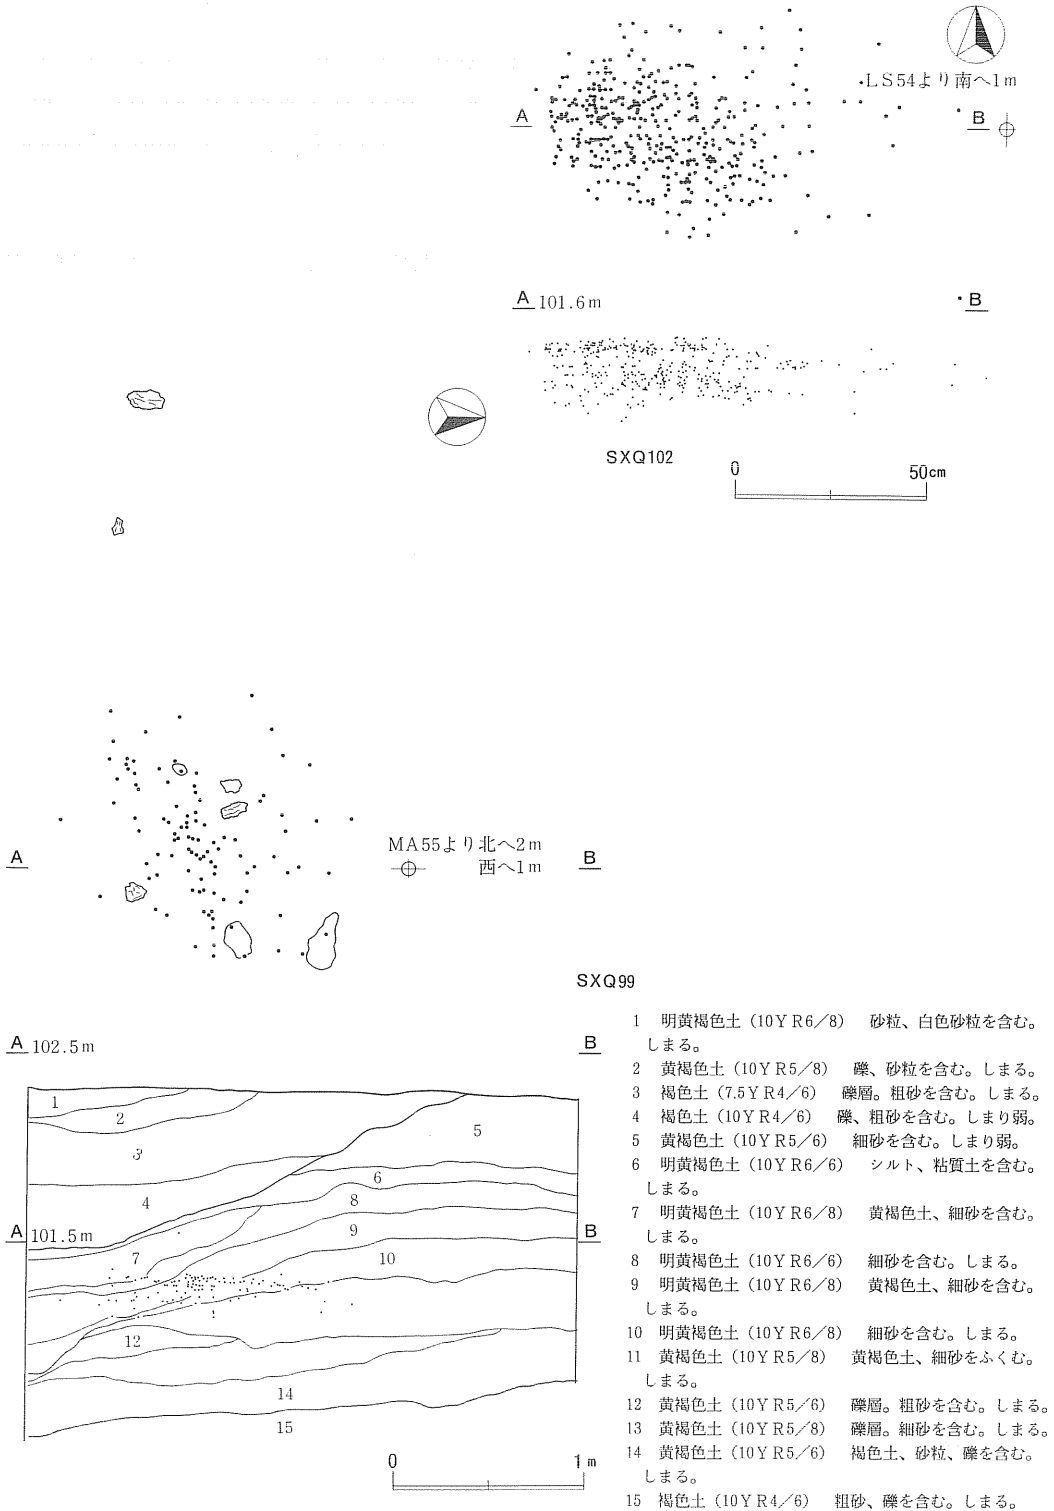 LS54より南へ1m
A
B
A 101.6m
B
SXQ102
0 50cm
MA55より北へ2m
西へ1m
A
B
SXQ99
A 102.5m
B
1
2
3
4
5
6
7
8
9
10
12
14
15
A 101.5m
B
0 1m
1 明黄褐色土(10YR6/8) 砂粒、白色砂粒を含む。
しまる。
2 黄褐色土(10YR5/8) 礫、砂粒を含む。しまる。
3 褐色土(7.5YR4/6) 礫層。粗砂を含む。しまる。
4 褐色土(10YR4/6) 礫、粗砂を含む。しまり弱。
5 黄褐色土(10YR5/6) 細砂を含む。しまり弱。
6 明黄褐色土(10YR6/6) シルト、粘質土を含む。
しまる。
7 明黄褐色土(10YR6/8) 黄褐色土、細砂を含む。
しまる。
8 明黄褐色土(10YR6/6) 細砂を含む。しまる。
9 明黄褐色土(10YR6/8) 黄褐色土、細砂を含む。
しまる。
10 明黄褐色土(10YR6/8) 細砂を含む。しまる。
11 黄褐色土(10YR5/8) 黄褐色土、細砂をふくむ。
しまる。
12 黄褐色土(10YR5/6) 礫層。粗砂を含む。しまる。
13 黄褐色土(10YR5/8) 礫層。細砂を含む。しまる。
14 黄褐色土(10YR5/6) 褐色土、砂粒、礫を含む。
しまる。
15 褐色土(10YR4/6) 粗砂、礫を含む。しまる。